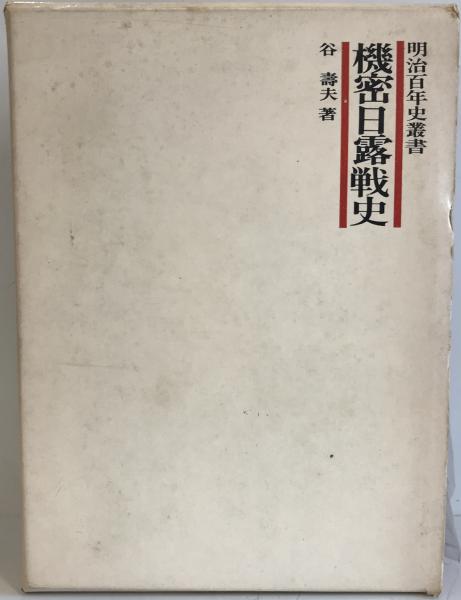 明治百年史叢書
機密日露戦史
谷 壽夫 著